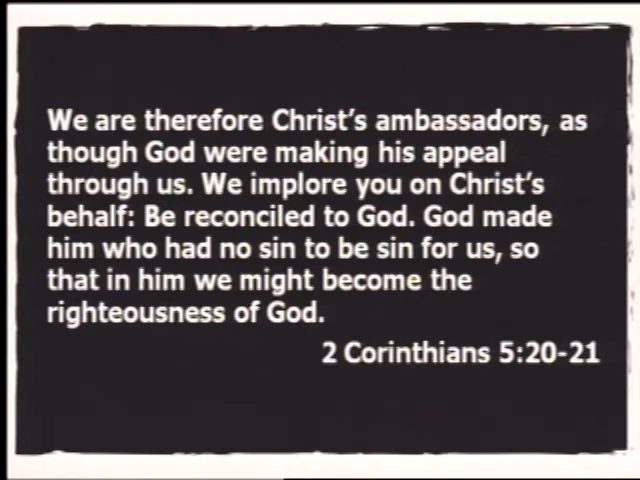 We are therefore Christ's ambassadors, as
though God were making his appeal
through us. We implore you on Christ's
behalf: Be reconciled to God. God made
him who had no sin to be sin for us, so
that in him we might become the
righteousness of God.
2 Corinthians 5:20-21